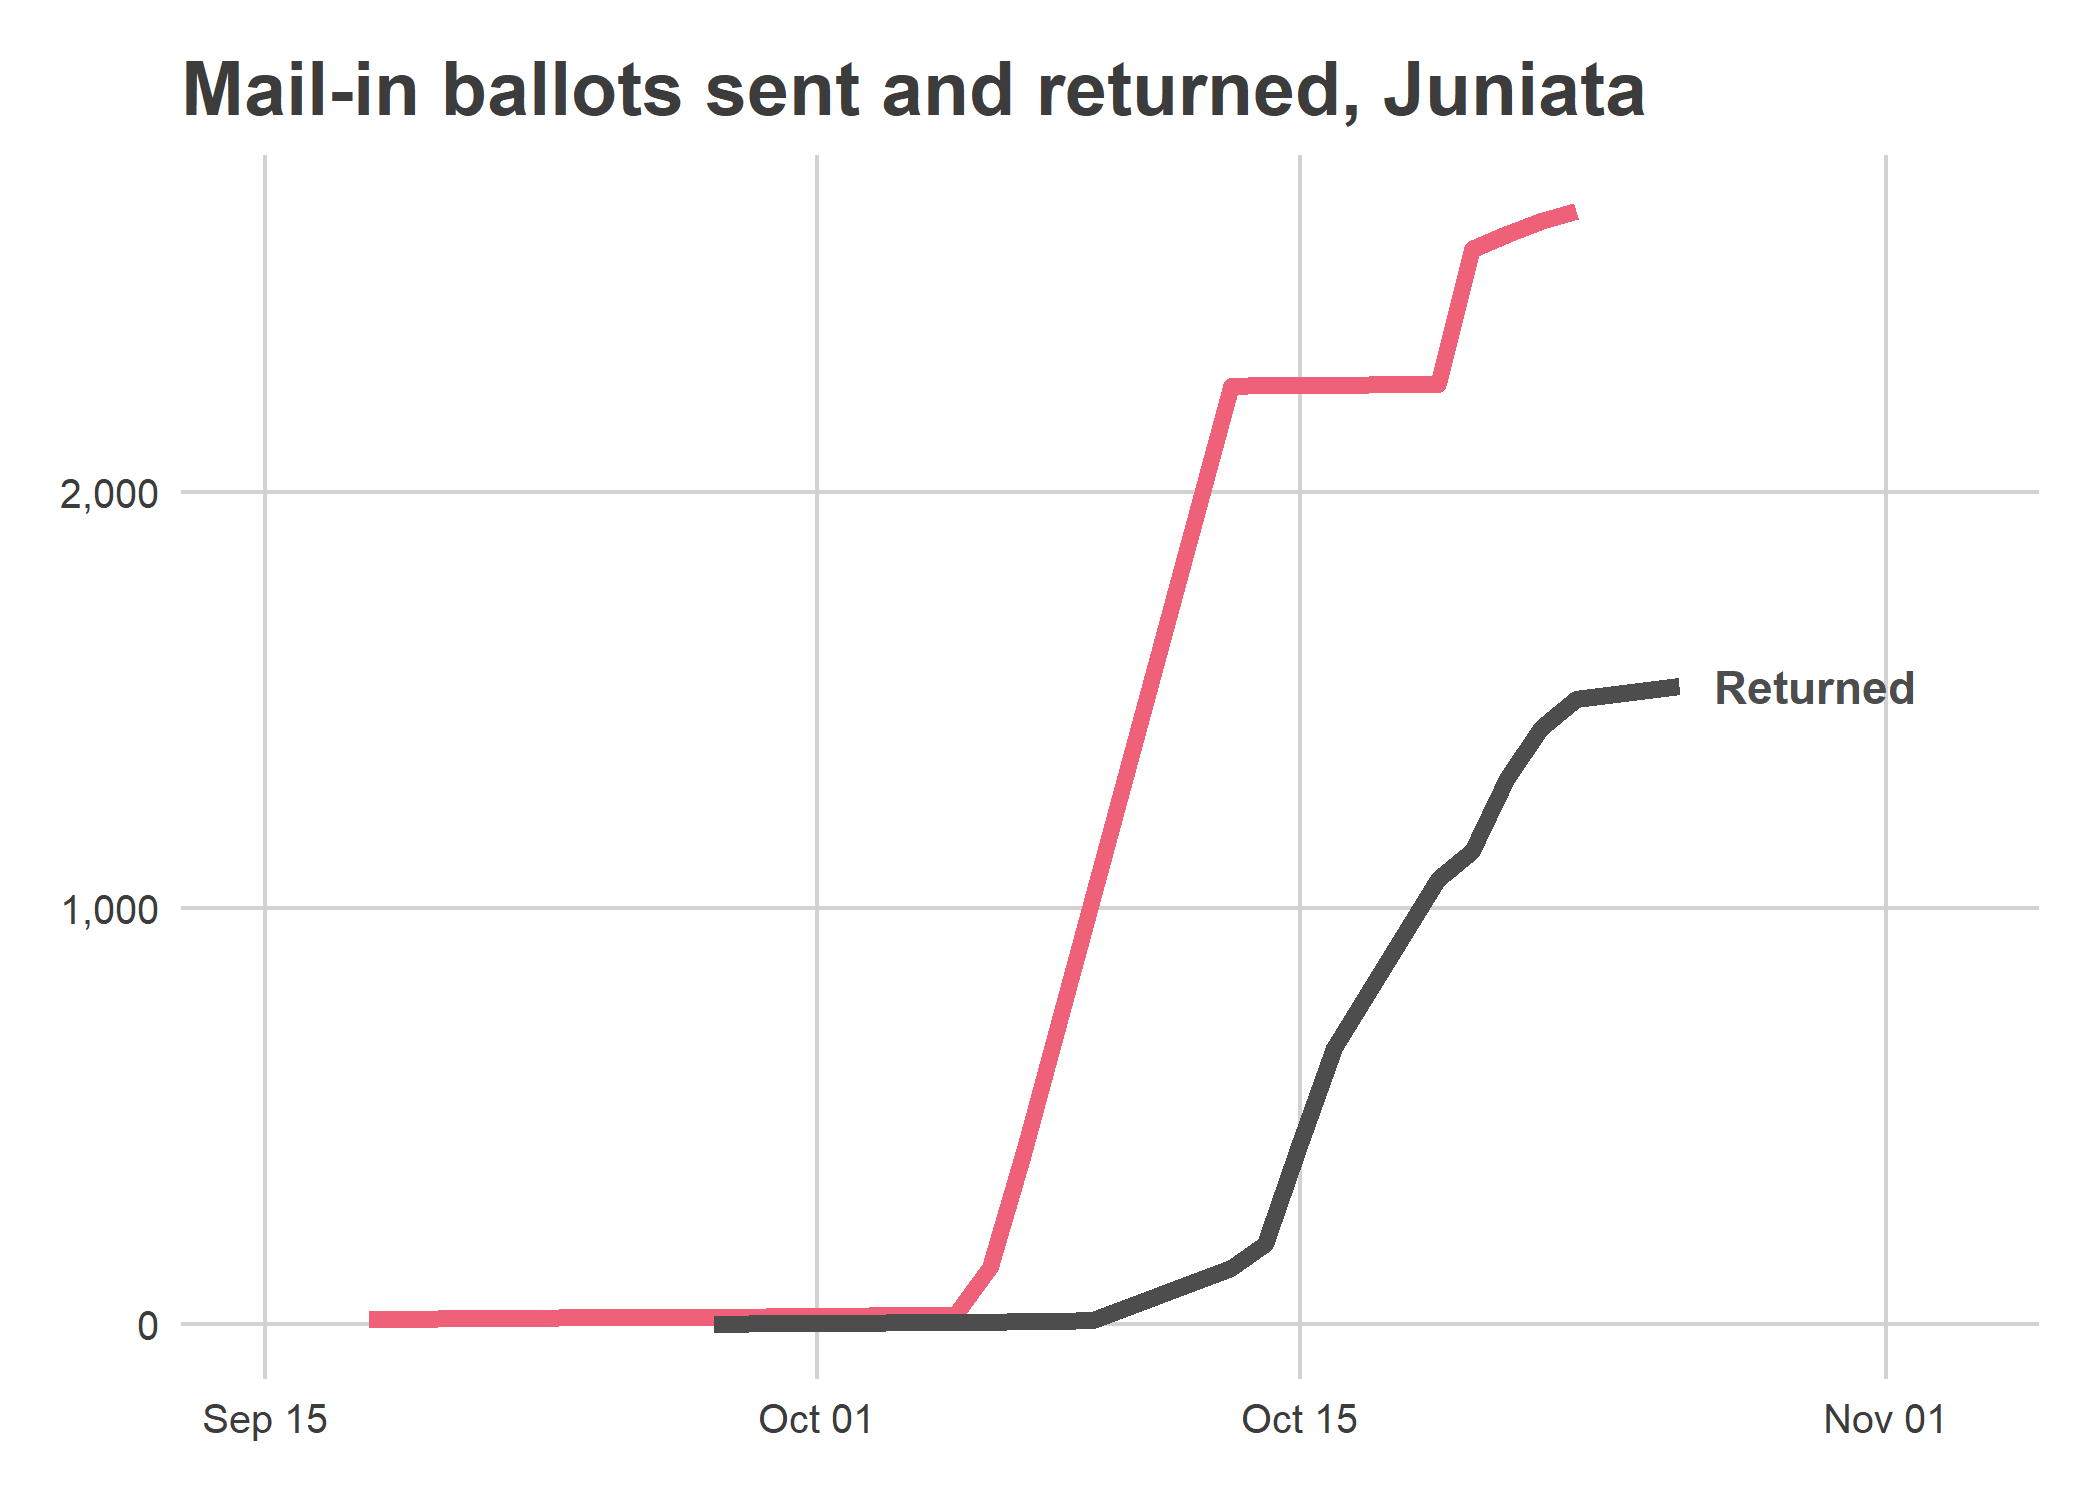 Mail-in ballots sent and returned, Juniata
2,000
Returned
1,000
0
Sep 15
Oct 01
Oct 15
Nov 01